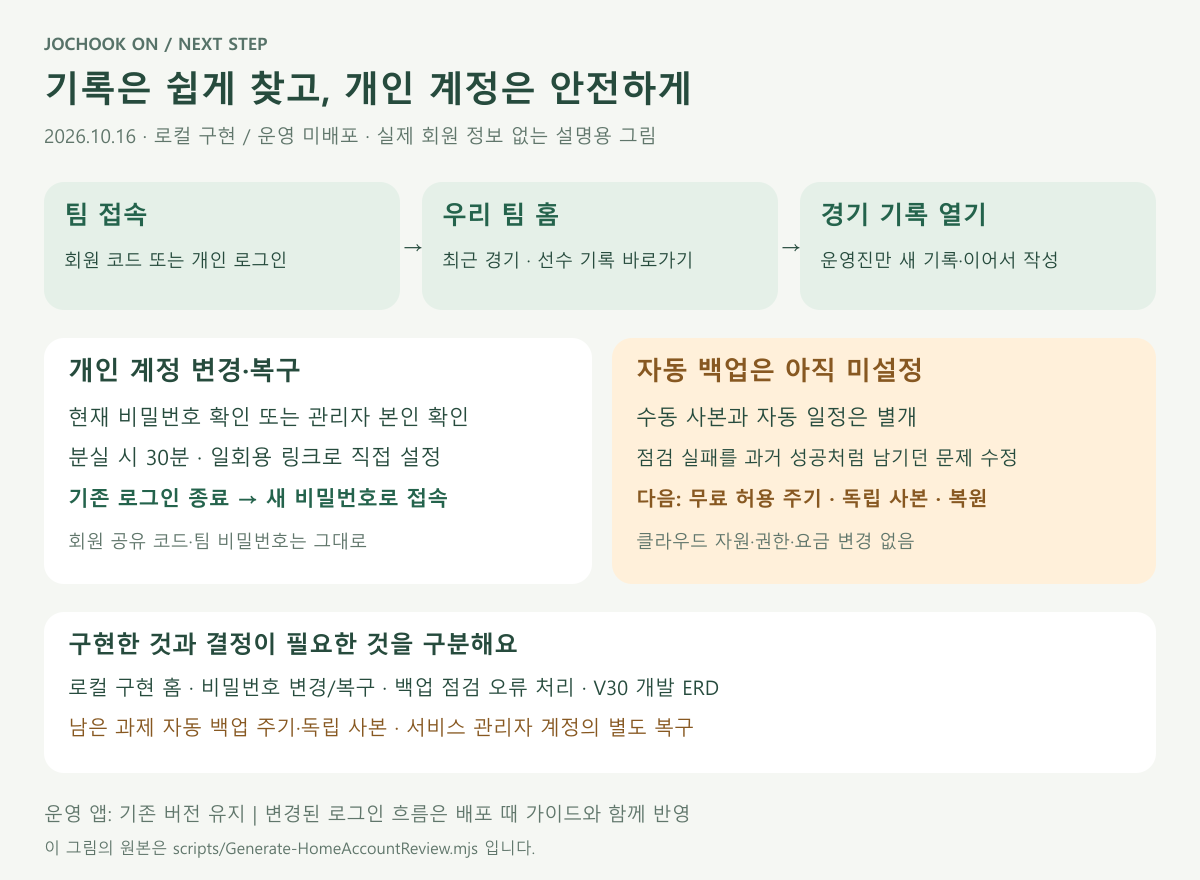 JOCHOOK ON / NEXT STEP
기록은 쉽게 찾고, 개인 계정은 안전하게
2026.10.16 · 로컬 구현 / 운영 미배포 · 실제 회원 정보 없는 설명용 그림
팀 접속
회원 코드 또는 개인 로그인
→
우리 팀 홈
최근 경기 · 선수 기록 바로가기
→
경기 기록 열기
운영진만 새 기록·이어서 작성
개인 계정 변경·복구
현재 비밀번호 확인 또는 관리자 본인 확인
분실 시 30분 · 일회용 링크로 직접 설정
기존 로그인 종료 → 새 비밀번호로 접속
회원 공유 코드·팀 비밀번호는 그대로
자동 백업은 아직 미설정
수동 사본과 자동 일정은 별개
점검 실패를 과거 성공처럼 남기던 문제 수정
다음: 무료 허용 주기 · 독립 사본 · 복원
클라우드 자원·권한·요금 변경 없음
구현한 것과 결정이 필요한 것을 구분해요
로컬 구현 홈 · 비밀번호 변경/복구 · 백업 점검 오류 처리 · V30 개발 ERD
남은 과제 자동 백업 주기·독립 사본 · 서비스 관리자 계정의 별도 복구
운영 앱: 기존 버전 유지 | 변경된 로그인 흐름은 배포 때 가이드와 함께 반영
이 그림의 원본은 scripts/Generate-HomeAccountReview.mjs 입니다.